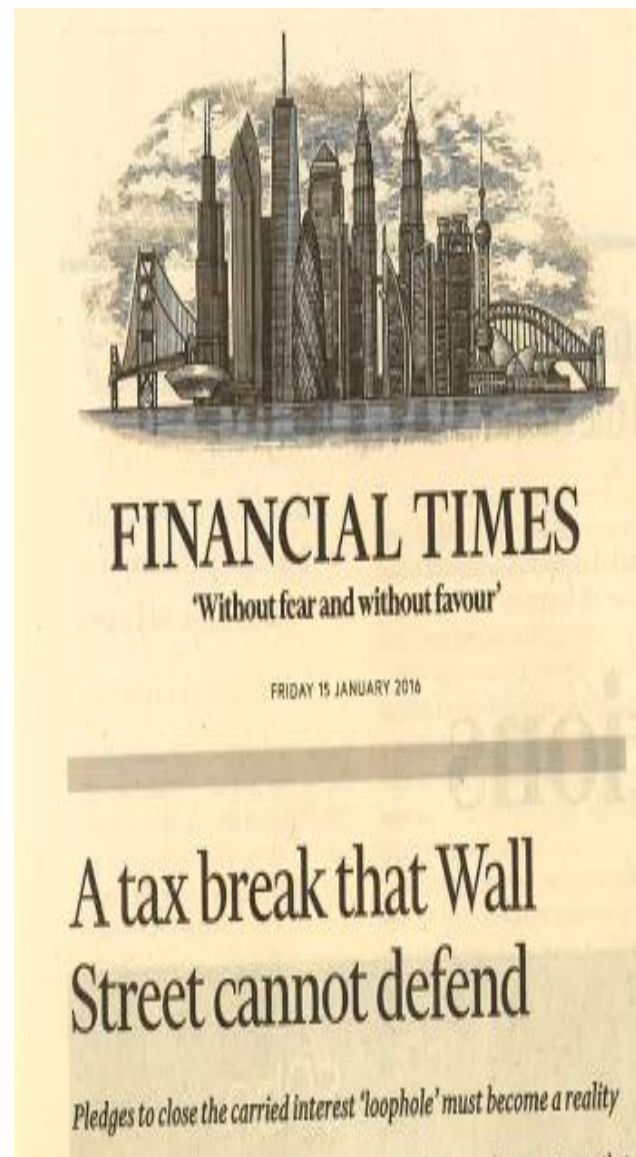 FINANCIAL TIMES
‘Without fear and without favour’
FRIDAY 15 JANUARY 2016
A tax break that Wall
Street cannot defend
Pledges to close the carried interest ‘loophole’ must become a reality